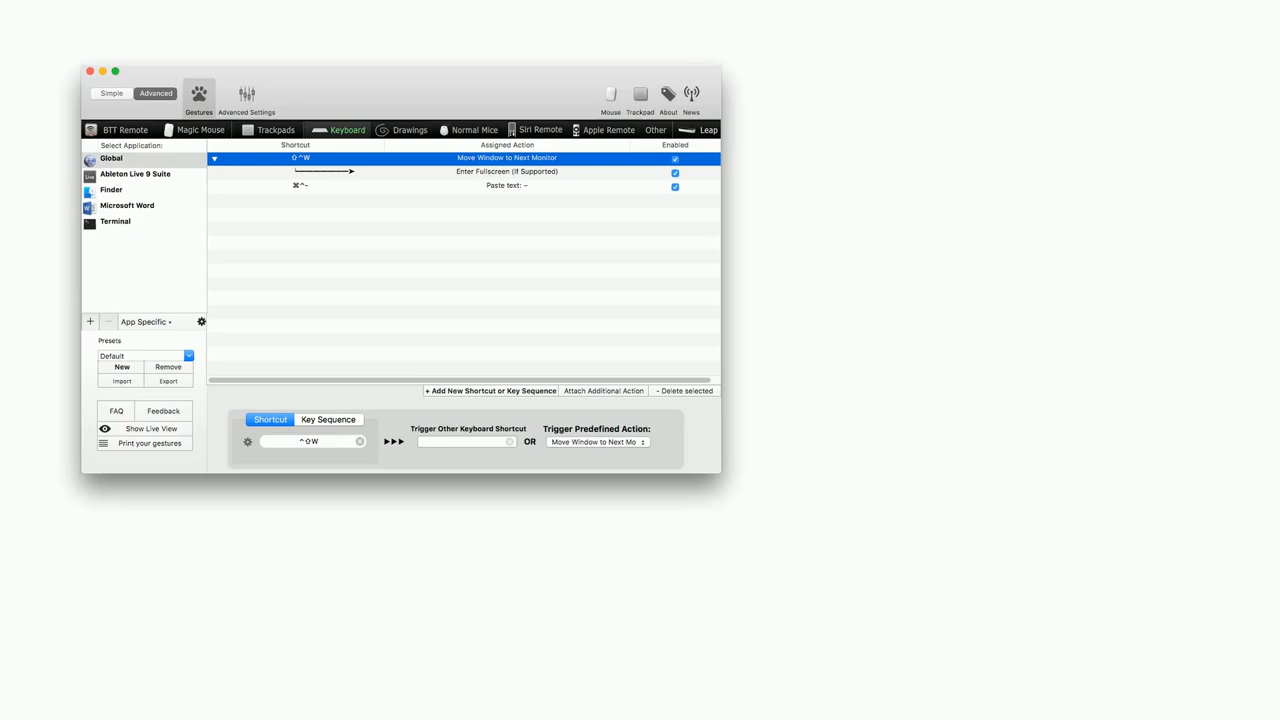 Simple Advanced
Gestures Advanced Settings Mouse Trackpad About News
BTT Remote Magic Mouse Trackpads Keyboard Drawings Normal Mice Siri Remote Apple Remote Other Leap
Select Application: Shortcut Assigned Action Enabled
Global ⇧^W Move Window to Next Monitor
Enter Fullscreen (If Supported)
Live Ableton Live 9 Suite
⌘^- Paste text: –
Finder
Microsoft Word
Terminal
+ − App Specific
Presets
Default
New Remove
Import Export
+ Add New Shortcut or Key Sequence Attach Additional Action - Delete selected
FAQ Feedback
Show Live View
Print your gestures
Shortcut Key Sequence
Trigger Other Keyboard Shortcut Trigger Predefined Action:
^⇧W OR Move Window to Next Mo